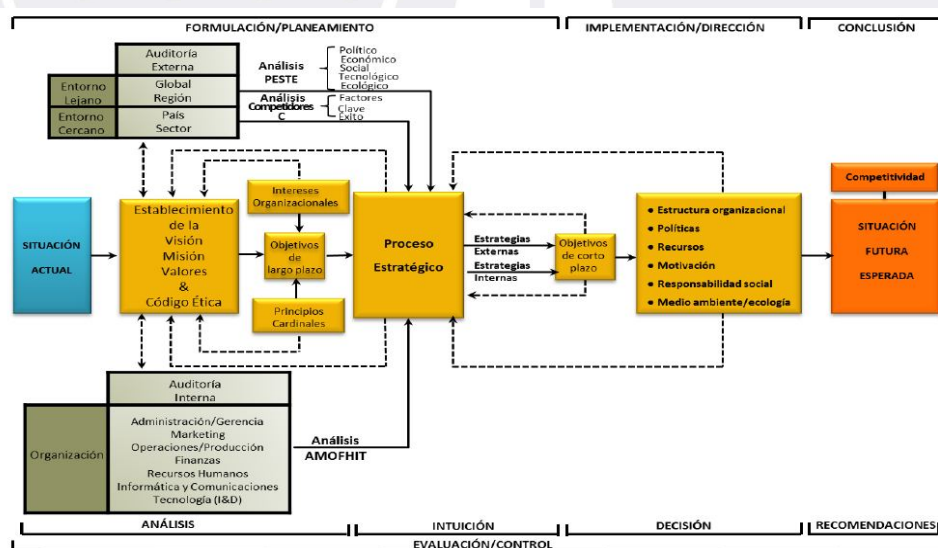 FORMULACIÓN/PLANEAMIENTO
IMPLEMENTACIÓN/DIRECCIÓN
CONCLUSIÓN
Auditoría
Externa
Entorno
Lejano
Global
Región
Entorno
Cercano
País
Sector
Análisis
PESTE
Político
Económico
Social
Tecnológico
Ecológico
Análisis
Competidores
C
Factores
Clave
Éxito
SITUACIÓN
ACTUAL
Establecimiento
de la
Visión
Misión
Valores
&
Código Ética
Intereses
Organizacionales
Objetivos
de
largo plazo
Principios
Cardinales
Proceso
Estratégico
Estrategias
Externas
Estrategias
Internas
Objetivos
de corto
plazo
• Estructura organizacional
• Políticas
• Recursos
• Motivación
• Responsabilidad social
• Medio ambiente/ecología
Competitividad
SITUACIÓN
FUTURA
ESPERADA
Auditoría
Interna
Organización
Administración/Gerencia
Marketing
Operaciones/Producción
Finanzas
Recursos Humanos
Informática y Comunicaciones
Tecnología (I&D)
Análisis
AMOFHIT
ANÁLISIS
INTUICIÓN
DECISIÓN
RECOMENDACIONES
EVALUACIÓN/CONTROL